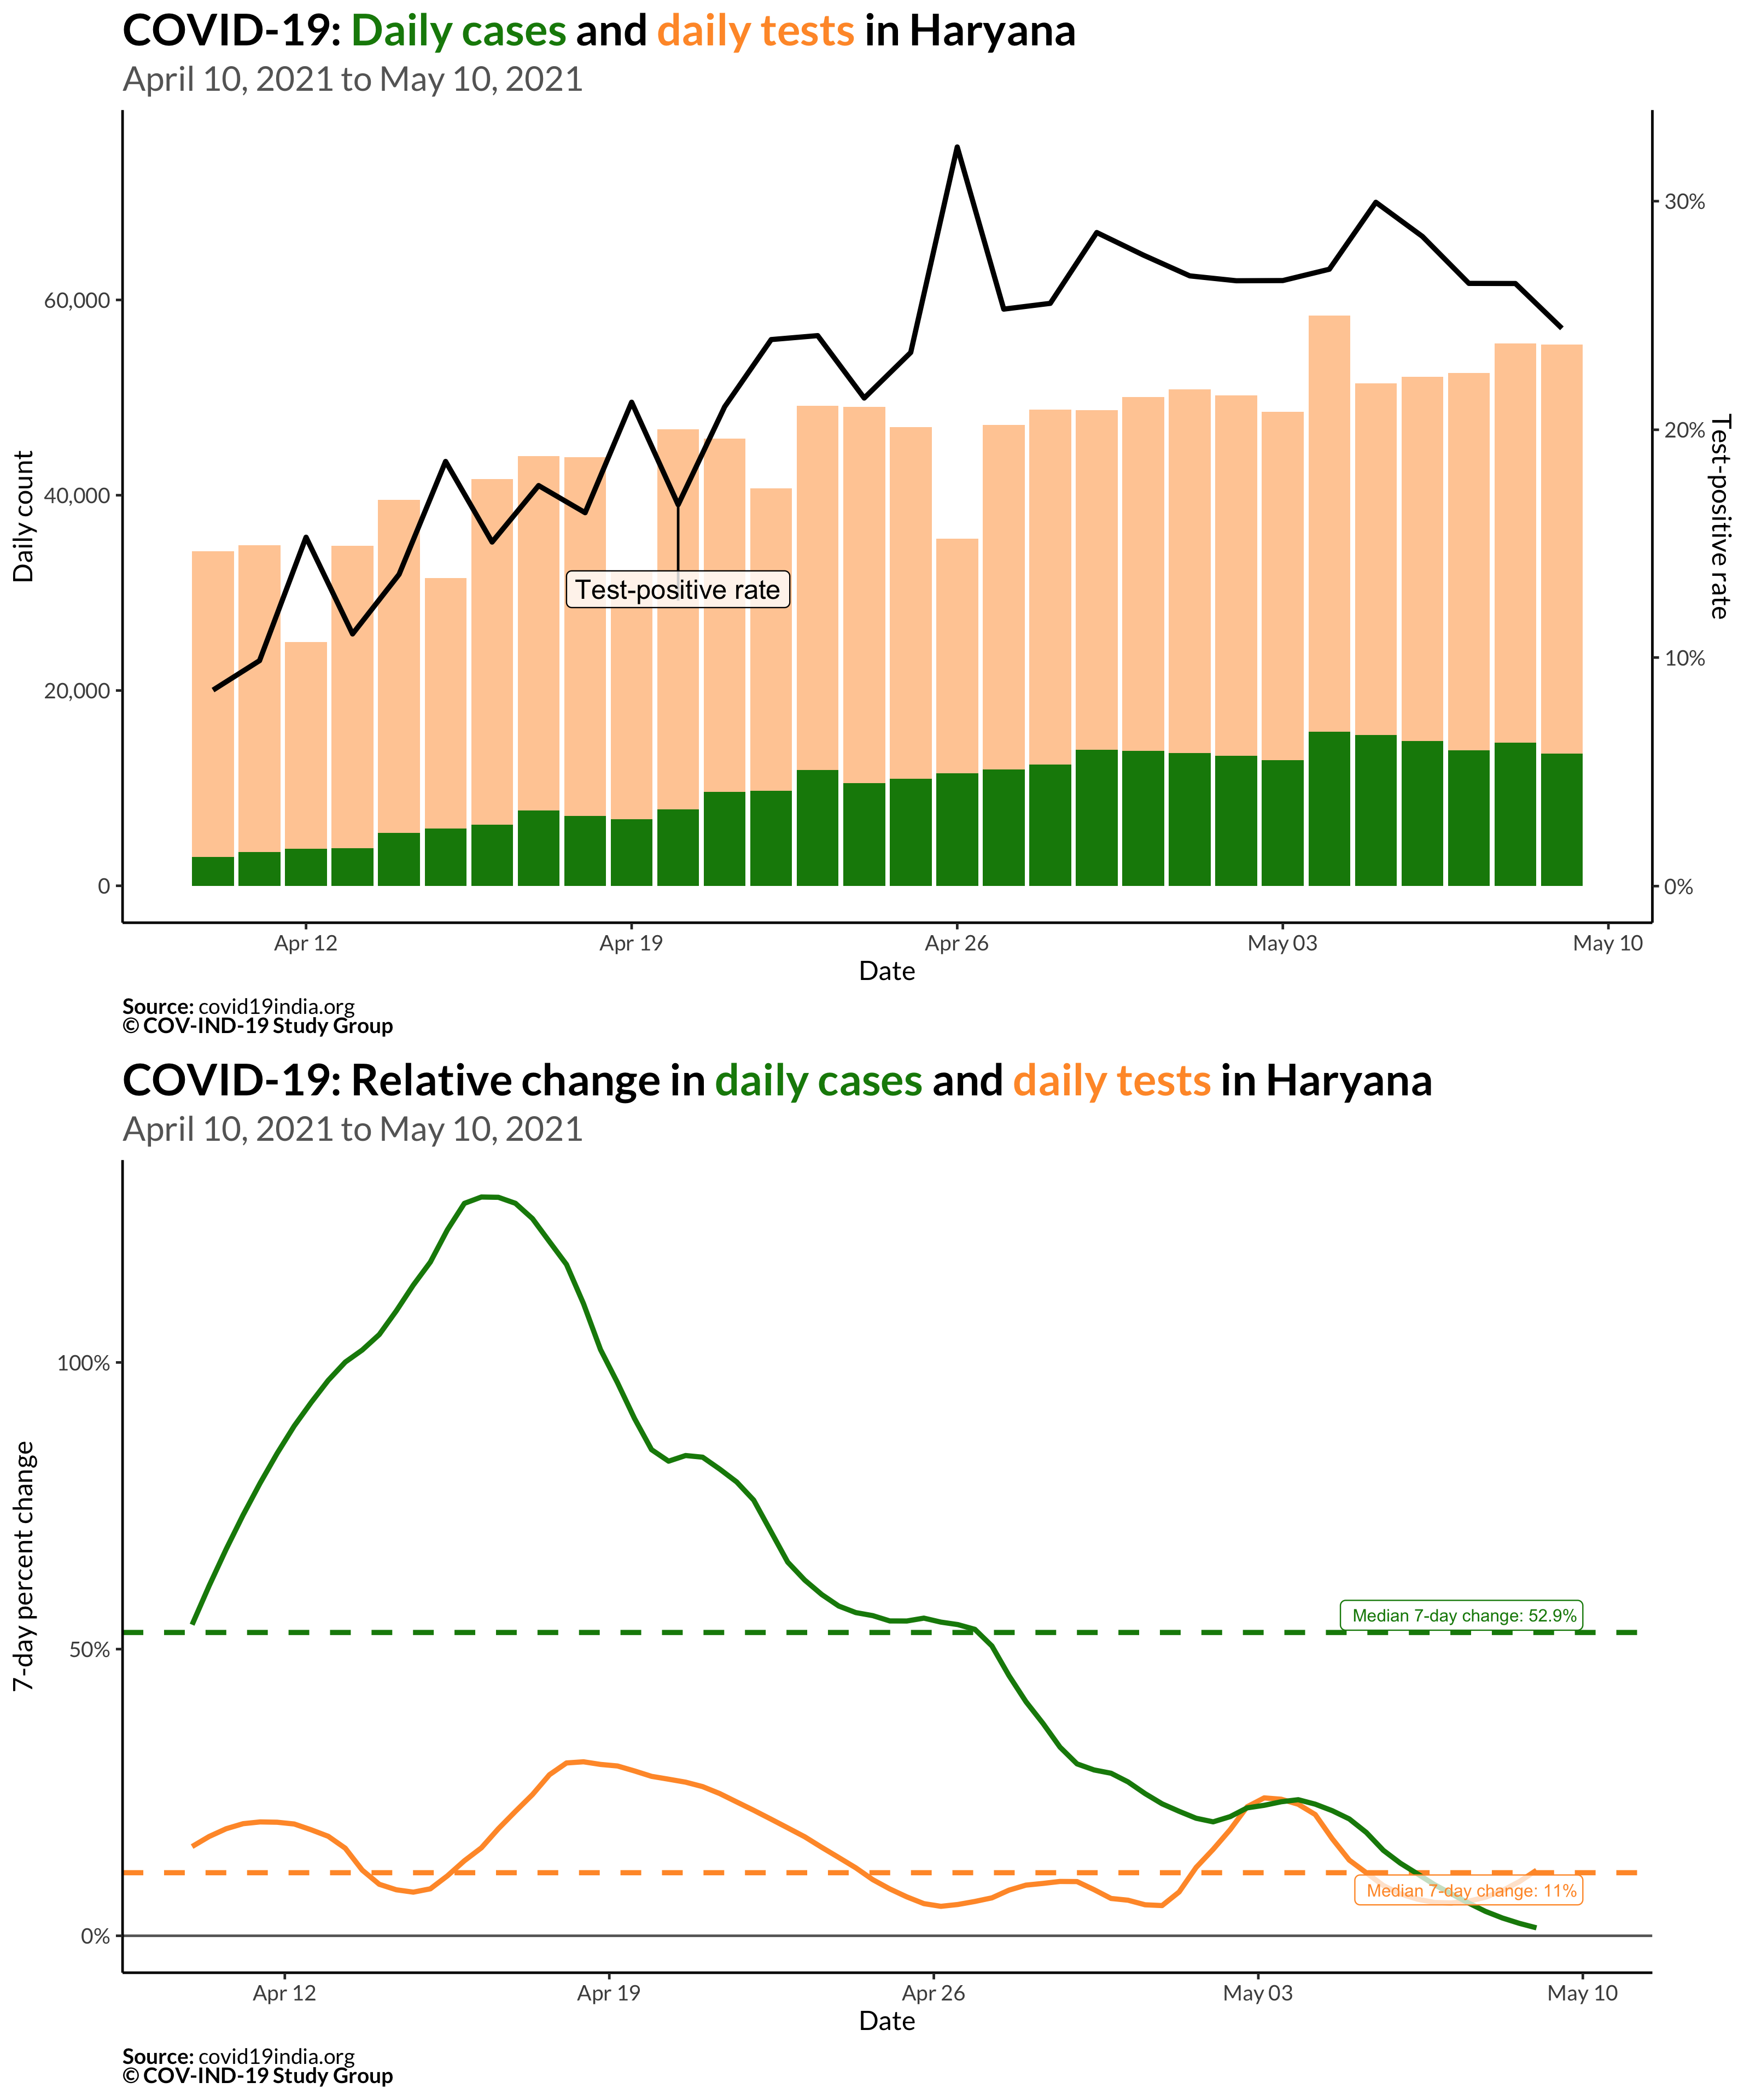 COVID-19: Daily cases and daily tests in Haryana
April 10, 2021 to May 10, 2021
Daily count
60,000
40,000
20,000
0
Test-positive rate
30%
20%
10%
0%
Test-positive rate
Apr 12
Apr 19
Apr 26
May 03
May 10
Date
Source: covid19india.org
© COV-IND-19 Study Group
COVID-19: Relative change in daily cases and daily tests in Haryana
April 10, 2021 to May 10, 2021
7-day percent change
100%
50%
0%
Median 7-day change: 52.9%
Median 7-day change: 11%
Apr 12
Apr 19
Apr 26
May 03
May 10
Date
Source: covid19india.org
© COV-IND-19 Study Group